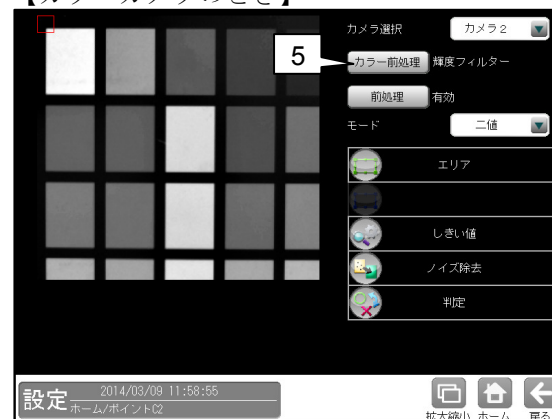 【カラーカメラのとき】
カメラ選択 カメラ2
5
カラー前処理 輝度フィルター
前処理 有効
モード 二値
エリア
しきい値
ノイズ除去
判定
設定 2014/03/09 11:58:55
ホーム/ポイントC2
拡大縮小 ホーム 戻る